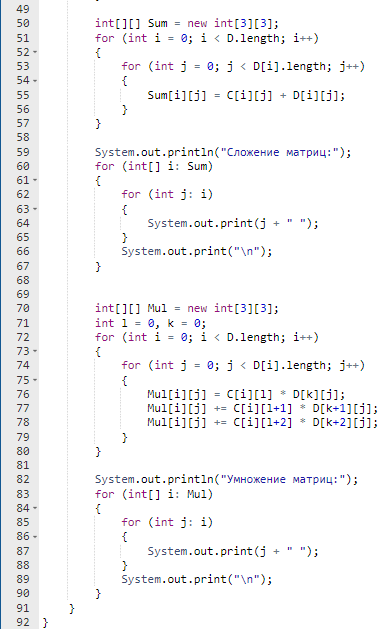 49
50 int[][] Sum = new int[3][3];
51 for (int i = 0; i < D.length; i++)
52 {
53 for (int j = 0; j < D[i].length; j++)
54 {
55 Sum[i][j] = C[i][j] + D[i][j];
56 }
57 }
58
59 System.out.println("Сложение матриц:");
60 for (int[] i: Sum)
61 {
62 for (int j: i)
63 {
64 System.out.print(j + " ");
65 }
66 System.out.print("\n");
67 }
68
69
70 int[][] Mul = new int[3][3];
71 int l = 0, k = 0;
72 for (int i = 0; i < D.length; i++)
73 {
74 for (int j = 0; j < D[i].length; j++)
75 {
76 Mul[i][j] = C[i][l] * D[k][j];
77 Mul[i][j] += C[i][l+1] * D[k+1][j];
78 Mul[i][j] += C[i][l+2] * D[k+2][j];
79 }
80 }
81
82 System.out.println("Умножение матриц:");
83 for (int[] i: Mul)
84 {
85 for (int j: i)
86 {
87 System.out.print(j + " ");
88 }
89 System.out.print("\n");
90 }
91 }
92 }